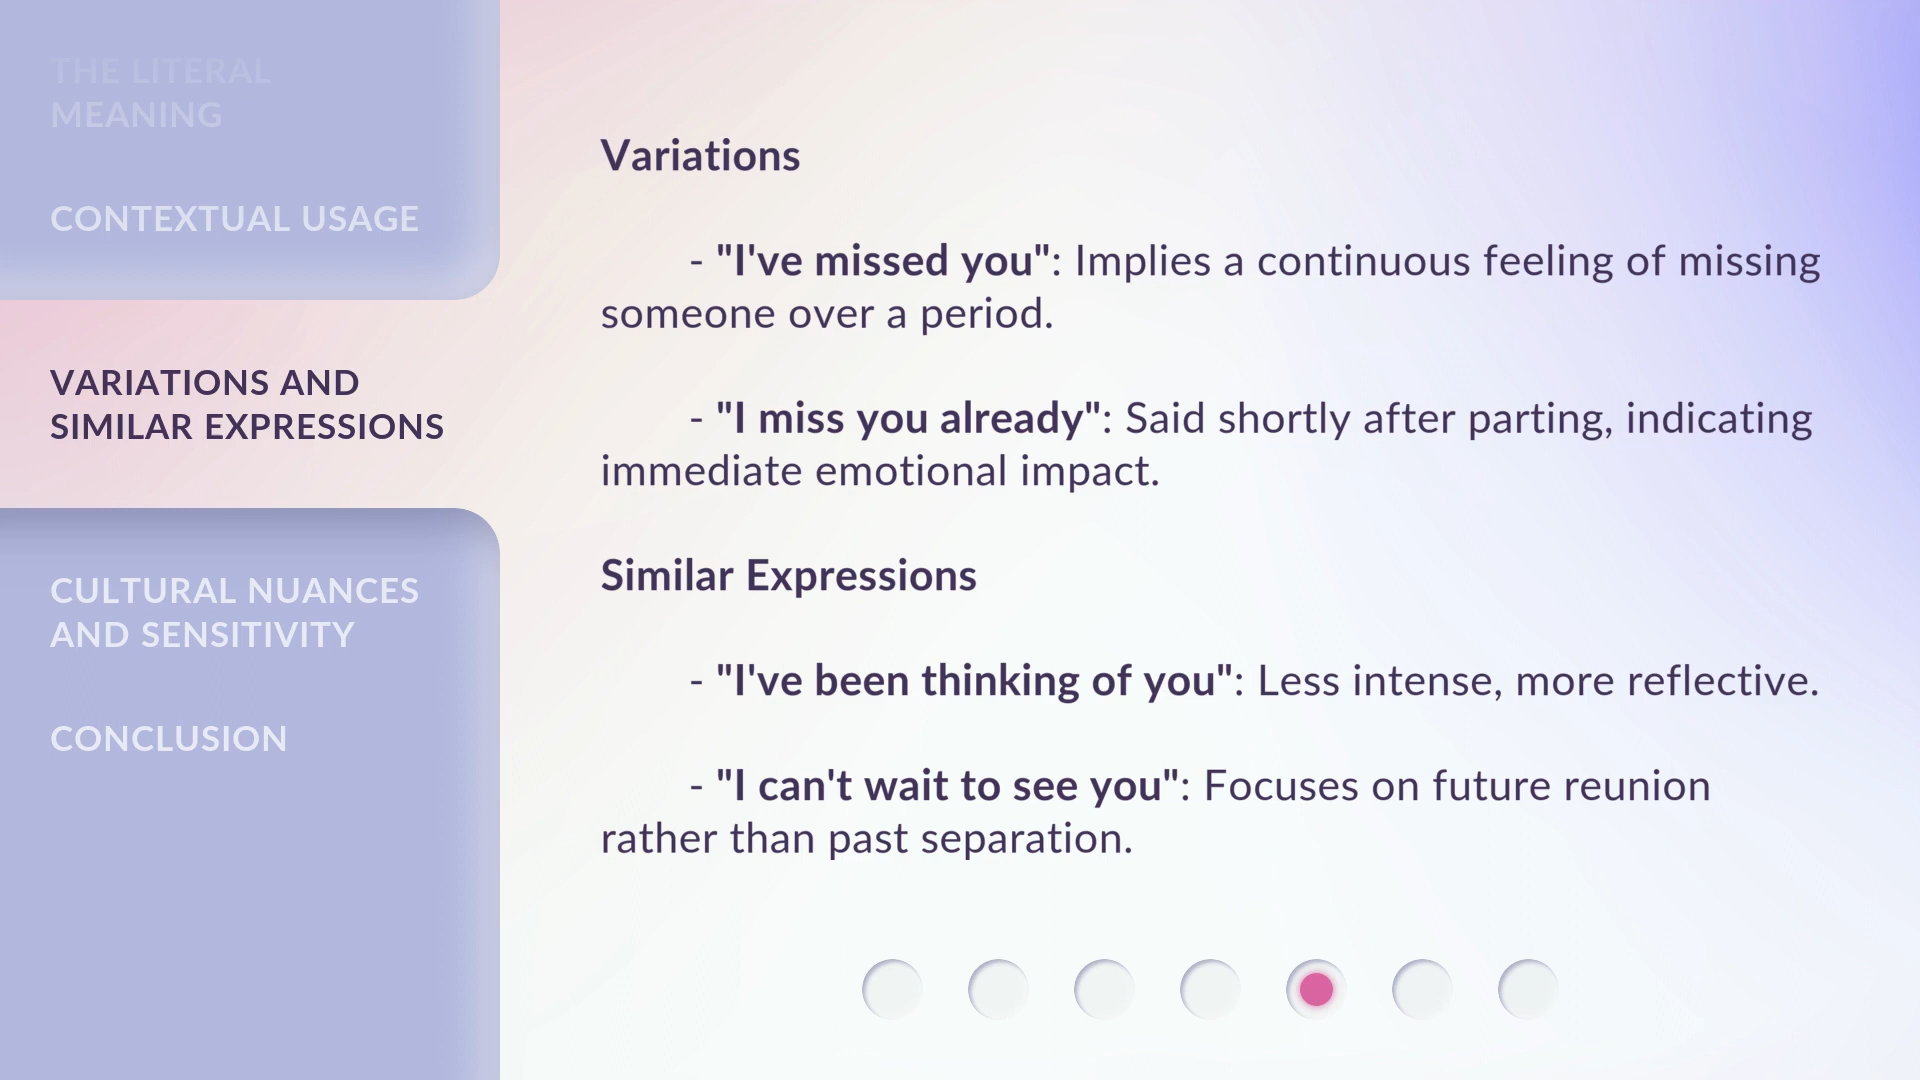 THE LITERAL
MEANING
CONTEXTUAL USAGE
VARIATIONS AND
SIMILAR EXPRESSIONS
CULTURAL NUANCES
AND SENSITIVITY
CONCLUSION
Variations
- "I've missed you": Implies a continuous feeling of missing
someone over a period.
- "I miss you already": Said shortly after parting, indicating
immediate emotional impact.
Similar Expressions
- "I've been thinking of you": Less intense, more reflective.
- "I can't wait to see you": Focuses on future reunion
rather than past separation.